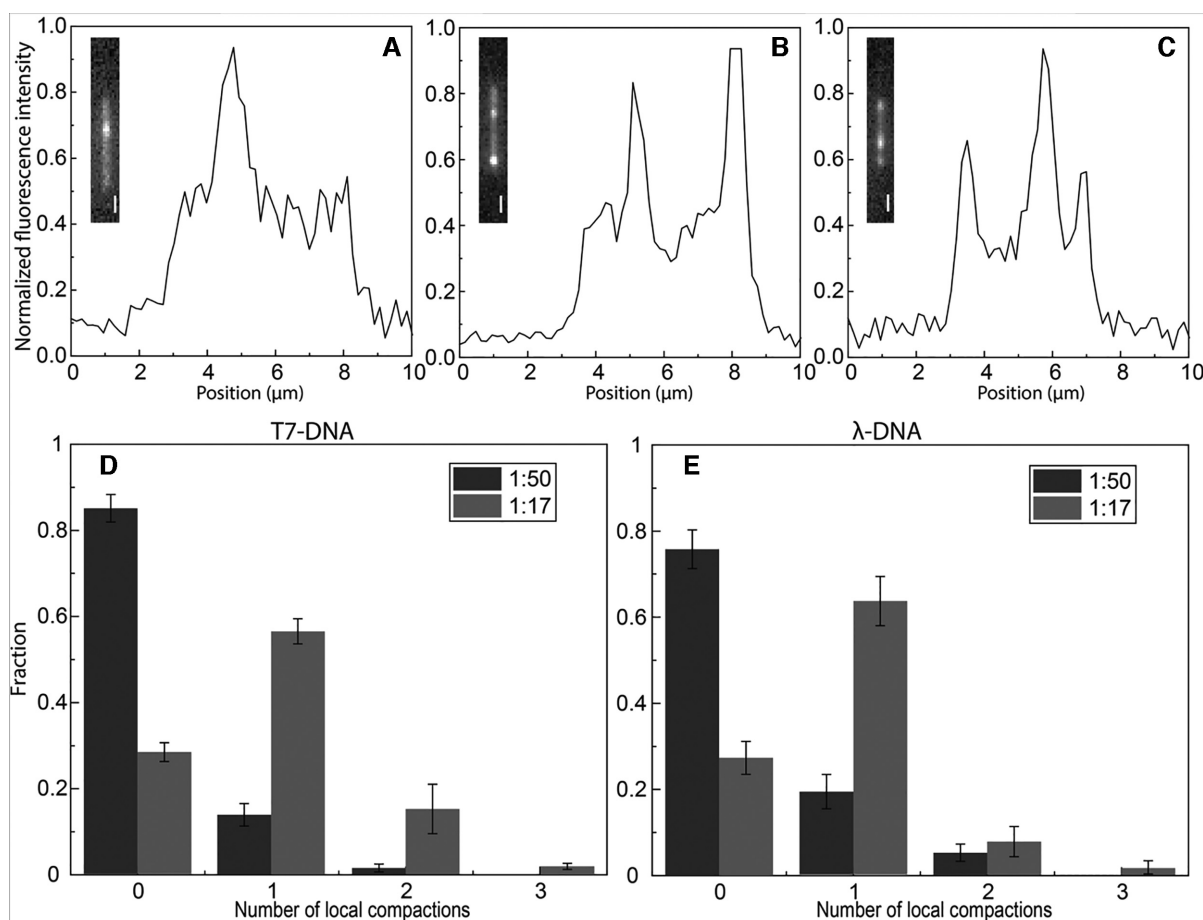 A
B
C
Normalized fluorescence intensity
1.0
0.8
0.6
0.4
0.2
0.0
0 2 4 6 8 10
Position (μm)
1.0
0.8
0.6
0.4
0.2
0.0
0 2 4 6 8 10
Position (μm)
1.0
0.8
0.6
0.4
0.2
0.0
0 2 4 6 8 10
Position (μm)
T7-DNA
D
1:50
1:17
Fraction
1
0.8
0.6
0.4
0.2
0
0 1 2 3
Number of local compactions
λ-DNA
E
1:50
1:17
1
0.8
0.6
0.4
0.2
0
0 1 2 3
Number of local compactions